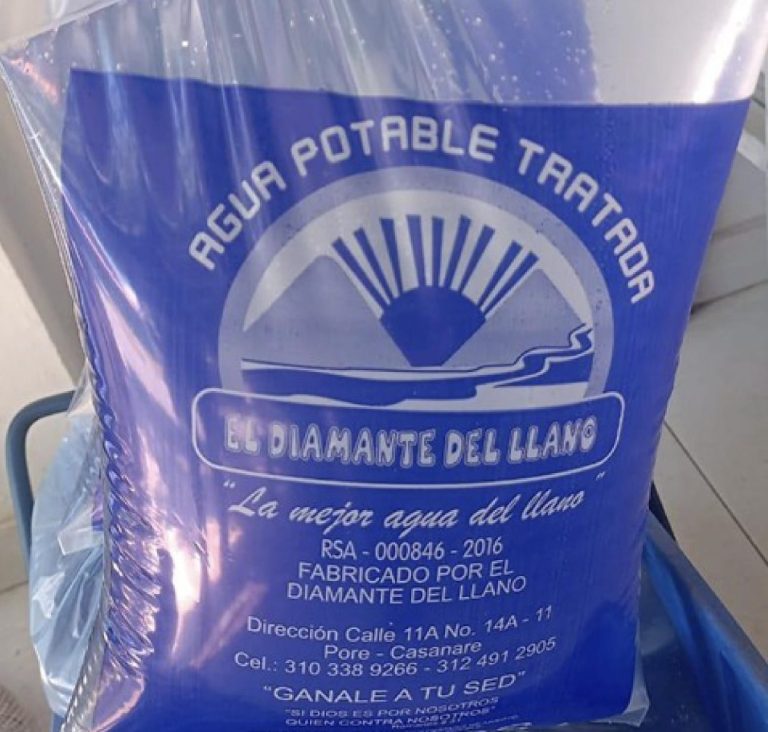 AGUA POTABLE TRATADA
EL DIAMANTE DEL LLANO
"La mejor agua del llano"
RSA - 000846 - 2016
FABRICADO POR EL
DIAMANTE DEL LLANO
Dirección Calle 11A No. 14A - 11
Pore - Casanare
Cel.: 310 338 9266 - 312 491 2905
"GANALE A TU SED"
"SI DIOS ES POR NOSOTROS
QUIEN CONTRA NOSOTROS"